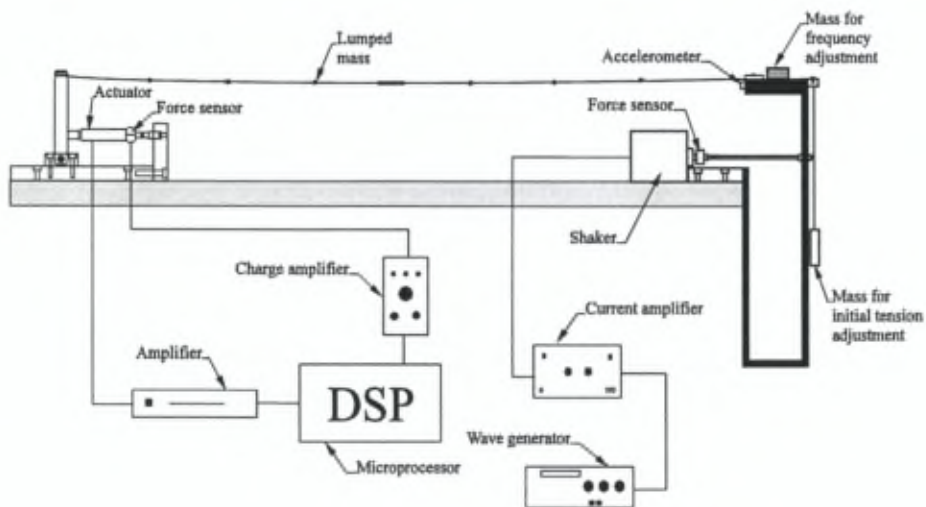 Lumped
mass
Mass for
frequency
adjustment
Accelerometer
Actuator
Force sensor
Force sensor
Shaker
Charge amplifier
Mass for
initial tension
adjustment
Current amplifier
Amplifier
DSP
Wave generator
Microprocessor